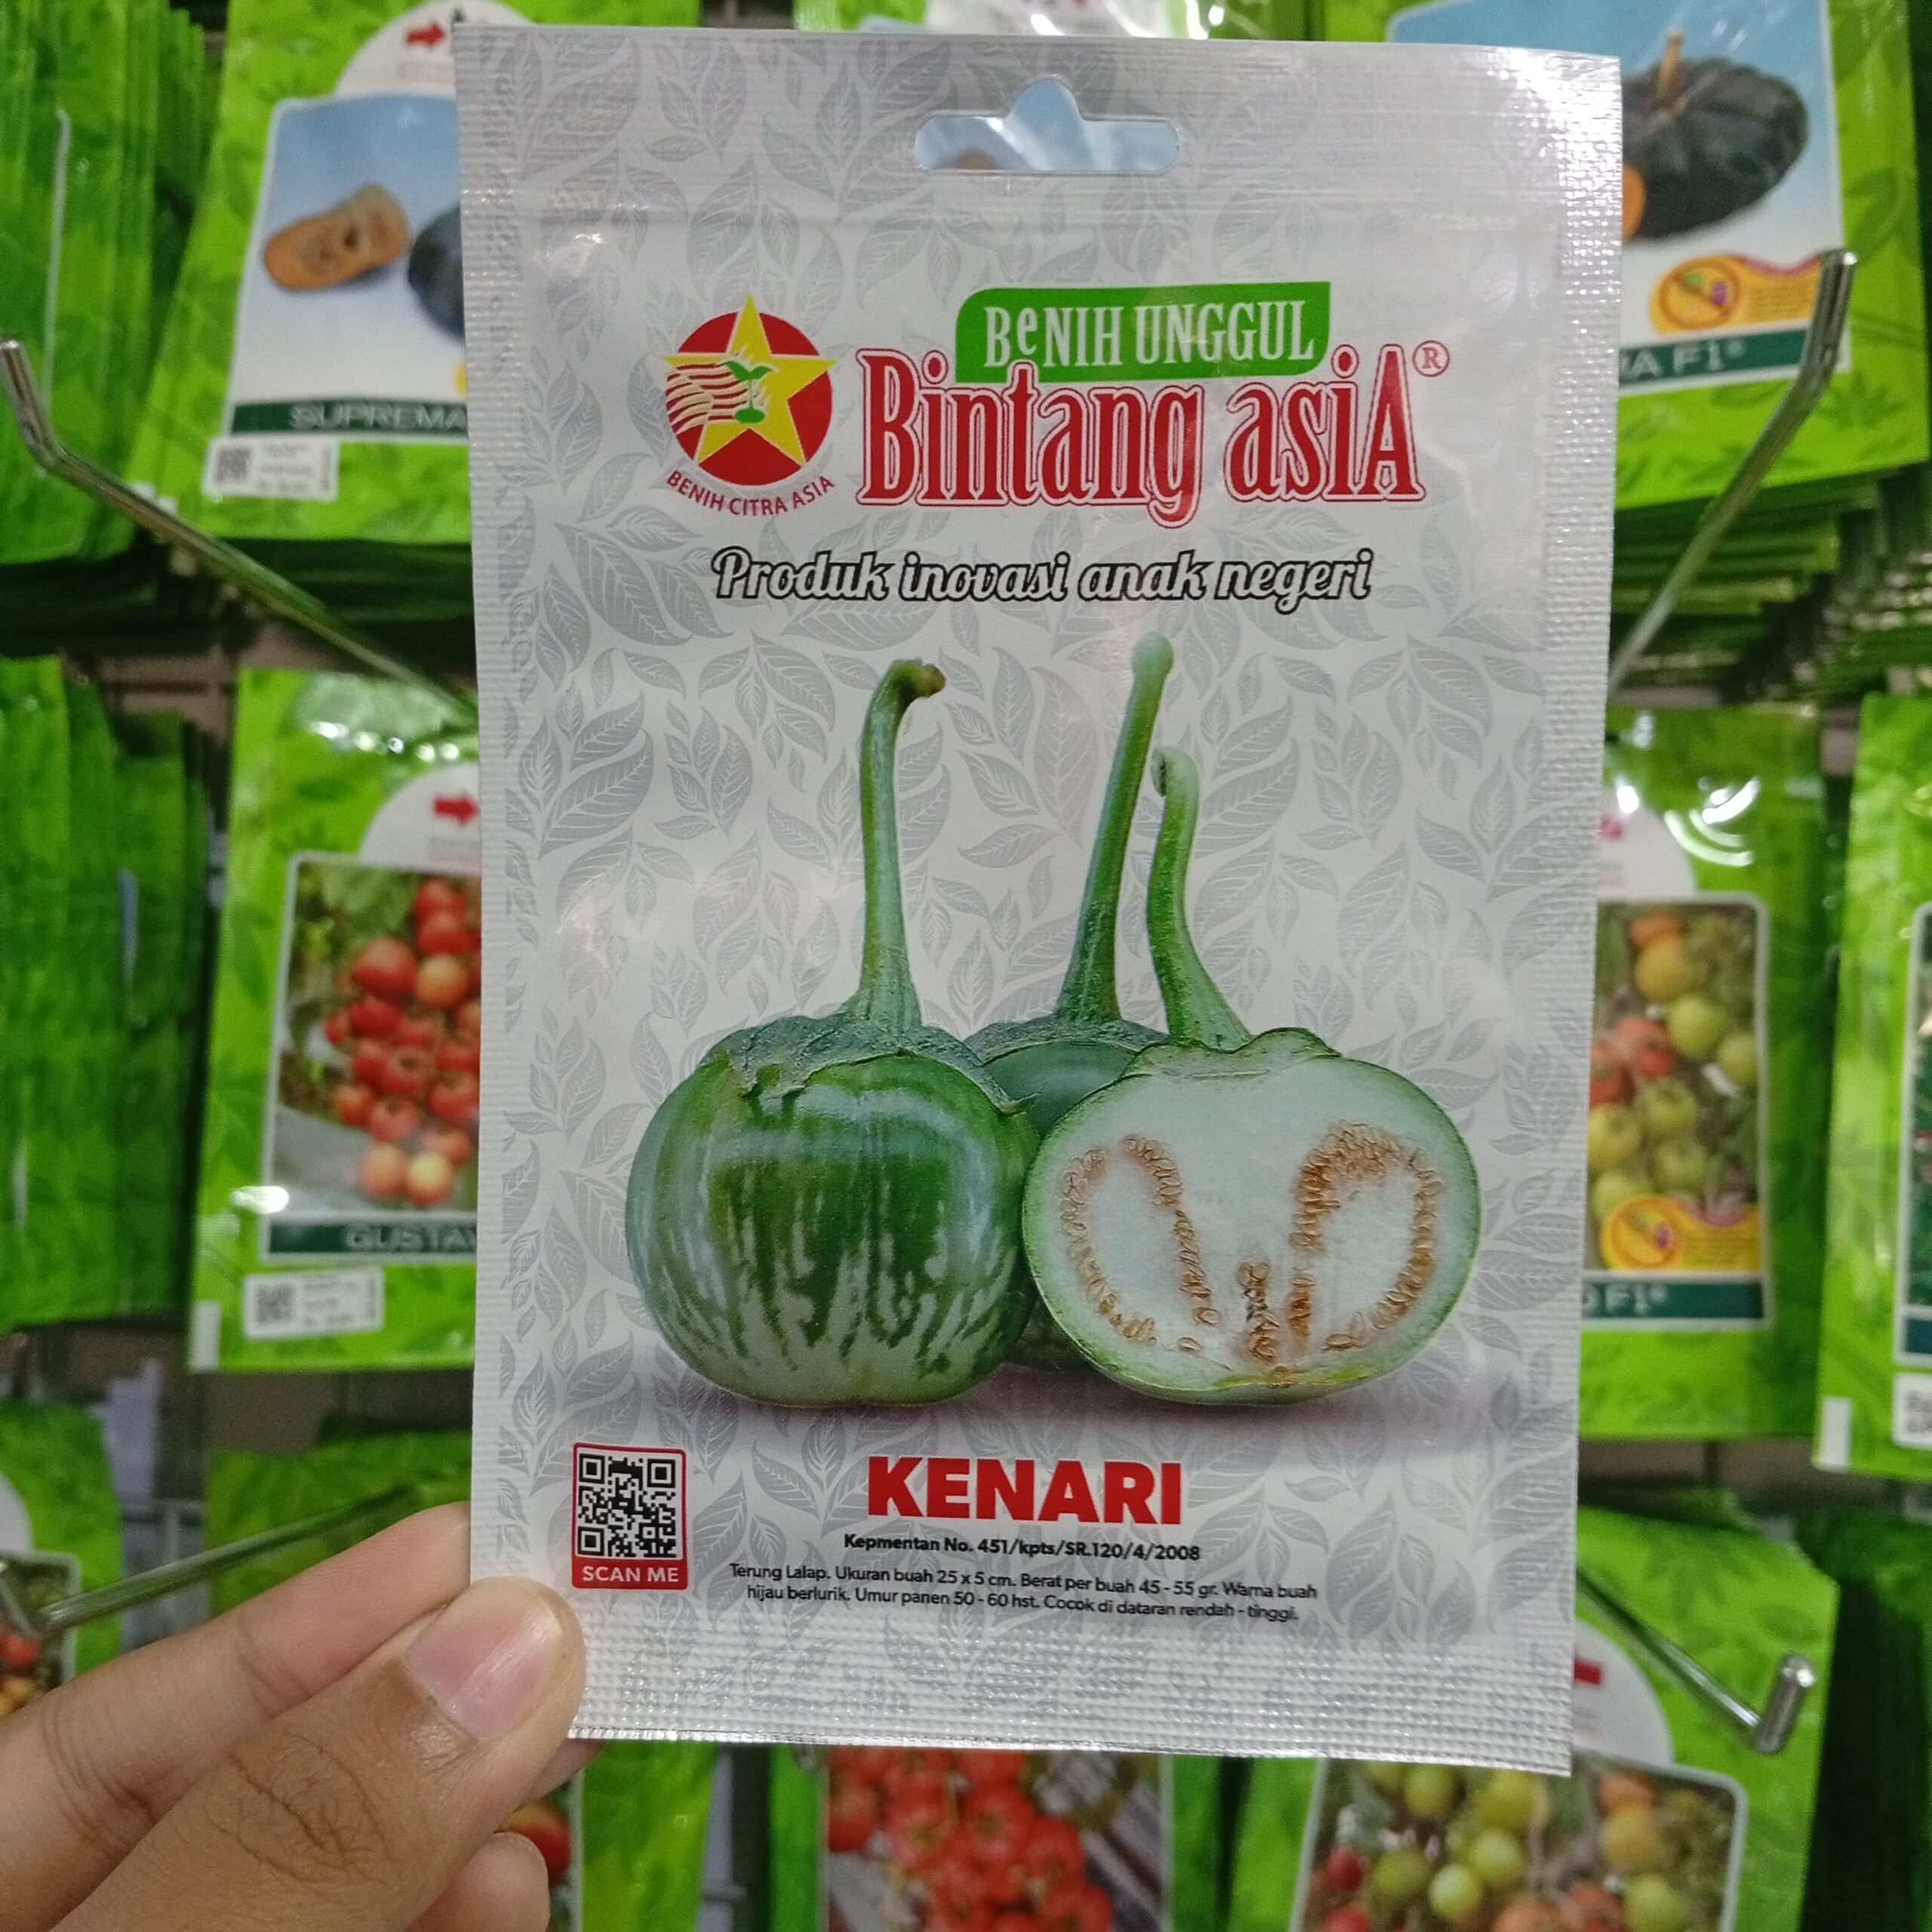 BeNIH UNGGUL
Bintang asiA®
BENIH CITRA ASIA
Produk inovasi anak negeri
KENARI
Kepmentan No. 451/kpts/SR.120/4/2008
Terung Lalap. Ukuran buah 25 x 5 cm. Berat per buah 45 - 55 gr. Warna buah
hijau berlurik. Umur panen 50 - 60 hst. Cocok di dataran rendah - tinggi.
SCAN ME
SUPREMA
F1®
F1®